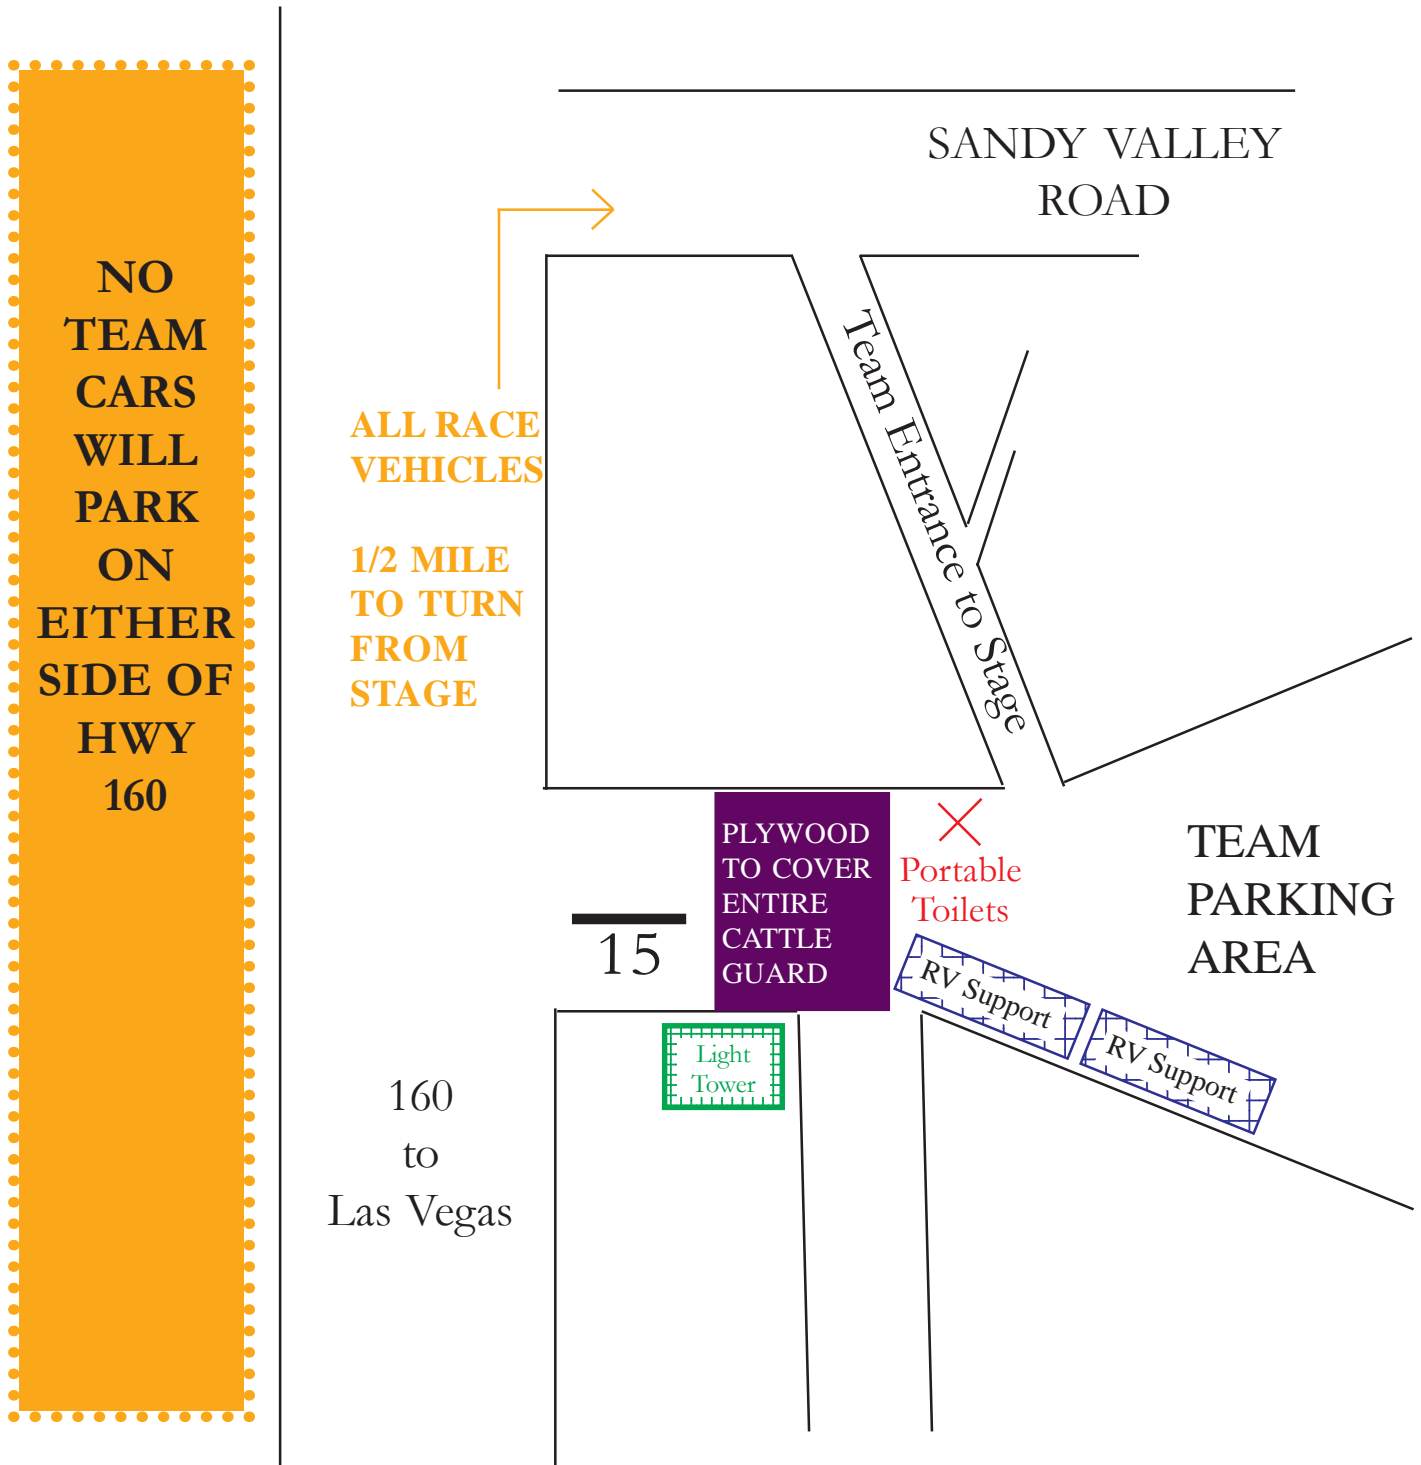 NO
TEAM
CARS
WILL
PARK
ON
EITHER
SIDE OF
HWY
160
SANDY VALLEY
ROAD
ALL RACE
VEHICLES
1/2 MILE
TO TURN
FROM
STAGE
Team Entrance to Stage
PLYWOOD
TO COVER
ENTIRE
CATTLE
GUARD
Portable
Toilets
TEAM
PARKING
AREA
15
RV Support
RV Support
Light
Tower
160
to
Las Vegas